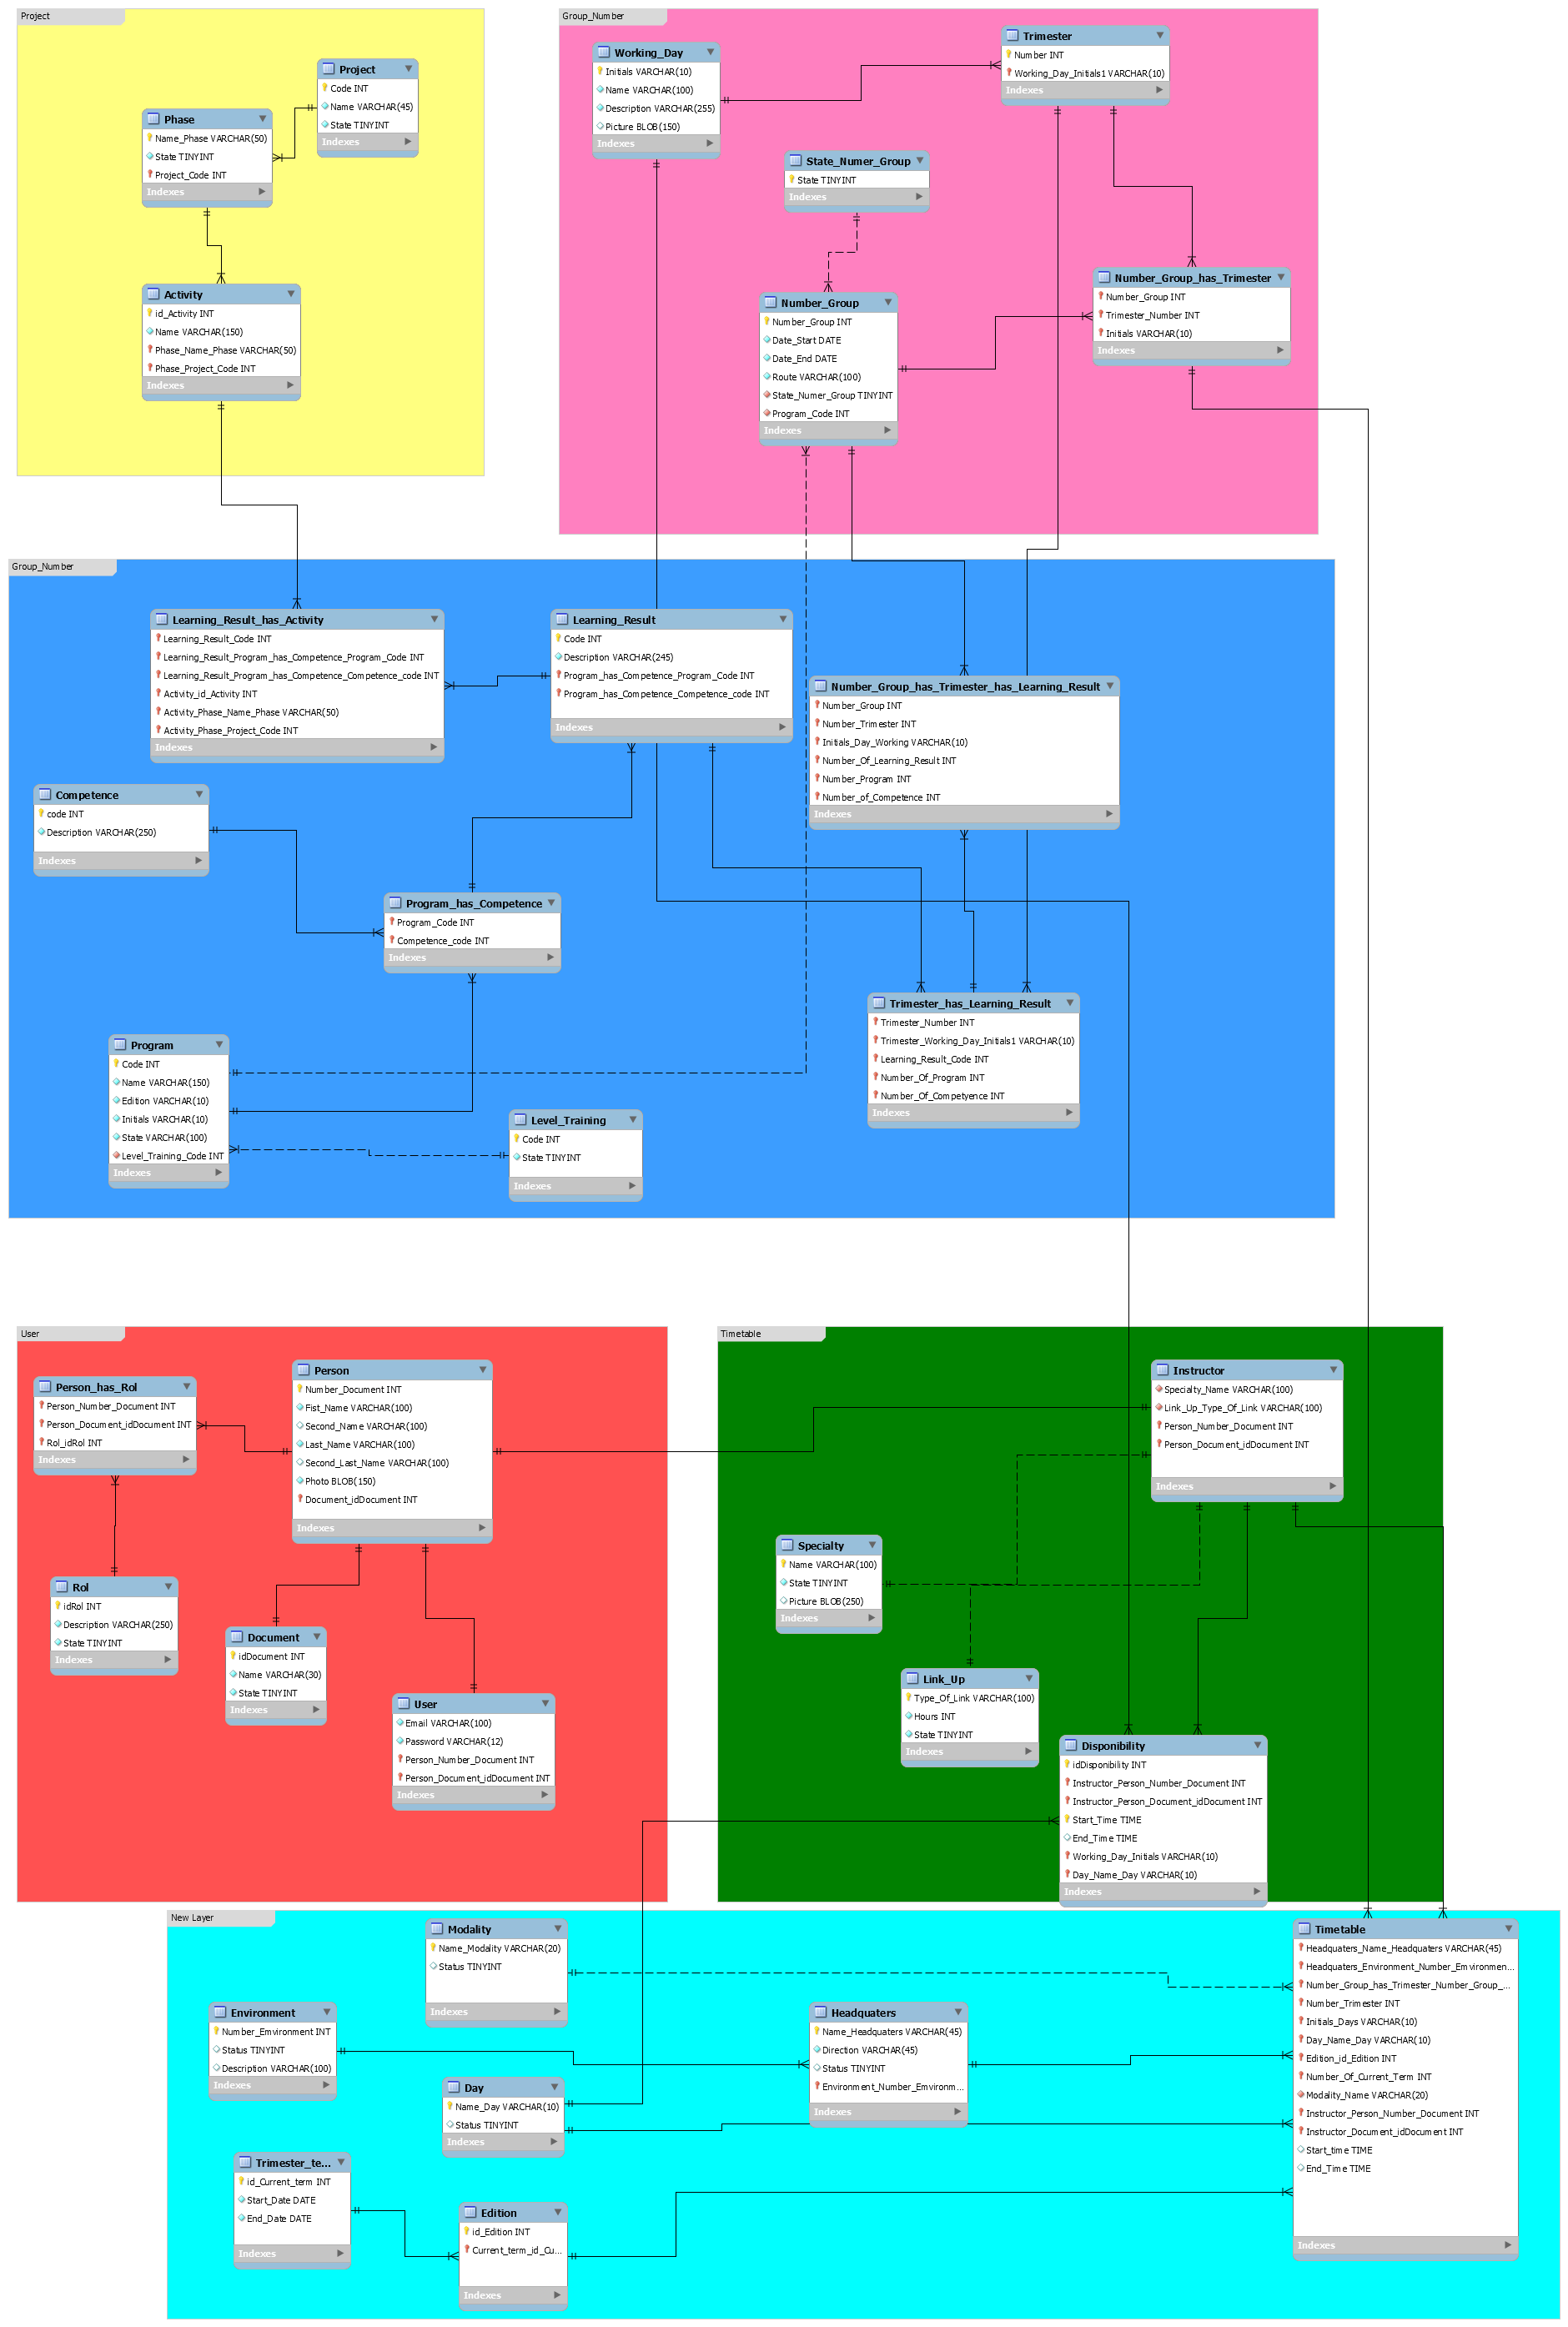 Project
Project
Code INT
Name VARCHAR(45)
State TINYINT
Indexes
Phase
Name_Phase VARCHAR(50)
State TINYINT
Project_Code INT
Indexes
Activity
id_Activity INT
Name VARCHAR(150)
Phase_Name_Phase VARCHAR(50)
Phase_Project_Code INT
Indexes
Group_Number
Working_Day
Initials VARCHAR(10)
Name VARCHAR(100)
Description VARCHAR(255)
Picture BLOB(150)
Indexes
Trimester
Number INT
Working_Day_Initials1 VARCHAR(10)
Indexes
State_Numer_Group
State TINYINT
Indexes
Number_Group
Number_Group INT
Date_Start DATE
Date_End DATE
Route VARCHAR(100)
State_Numer_Group TINYINT
Program_Code INT
Indexes
Number_Group_has_Trimester
Number_Group INT
Trimester_Number INT
Initials VARCHAR(10)
Indexes
Group_Number
Learning_Result_has_Activity
Learning_Result_Code INT
Learning_Result_Program_has_Competence_Program_Code INT
Learning_Result_Program_has_Competence_Competence_code INT
Activity_id_Activity INT
Activity_Phase_Name_Phase VARCHAR(50)
Activity_Phase_Project_Code INT
Indexes
Learning_Result
Code INT
Description VARCHAR(245)
Program_has_Competence_Program_Code INT
Program_has_Competence_Competence_code INT
Indexes
Number_Group_has_Trimester_has_Learning_Result
Number_Group INT
Number_Trimester INT
Initials_Day_Working VARCHAR(10)
Number_Of_Learning_Result INT
Number_Program INT
Number_of_Competence INT
Indexes
Competence
code INT
Description VARCHAR(250)
Indexes
Program_has_Competence
Program_Code INT
Competence_code INT
Indexes
Trimester_has_Learning_Result
Trimester_Number INT
Trimester_Working_Day_Initials1 VARCHAR(10)
Learning_Result_Code INT
Number_Of_Program INT
Number_Of_Competyence INT
Indexes
Program
Code INT
Name VARCHAR(150)
Edition VARCHAR(10)
Initials VARCHAR(10)
State VARCHAR(100)
Level_Training_Code INT
Indexes
Level_Training
Code INT
State TINYINT
Indexes
User
Person_has_Rol
Person_Number_Document INT
Person_Document_idDocument INT
Rol_idRol INT
Indexes
Person
Number_Document INT
Fist_Name VARCHAR(100)
Second_Name VARCHAR(100)
Last_Name VARCHAR(100)
Second_Last_Name VARCHAR(100)
Photo BLOB(150)
Document_idDocument INT
Indexes
Rol
idRol INT
Description VARCHAR(250)
State TINYINT
Indexes
Document
idDocument INT
Name VARCHAR(30)
State TINYINT
Indexes
User
Email VARCHAR(100)
Password VARCHAR(12)
Person_Number_Document INT
Person_Document_idDocument INT
Indexes
Timetable
Instructor
Specialty_Name VARCHAR(100)
Link_Up_Type_Of_Link VARCHAR(100)
Person_Number_Document INT
Person_Document_idDocument INT
Indexes
Specialty
Name VARCHAR(100)
State TINYINT
Picture BLOB(250)
Indexes
Link_Up
Type_Of_Link VARCHAR(100)
Hours INT
State TINYINT
Indexes
Disponibility
idDisponibility INT
Instructor_Person_Number_Document INT
Instructor_Person_Document_idDocument INT
Start_Time TIME
End_Time TIME
Working_Day_Initials VARCHAR(10)
Day_Name_Day VARCHAR(10)
Indexes
New Layer
Modality
Name_Modality VARCHAR(20)
Status TINYINT
Indexes
Environment
Number_Emvironment INT
Status TINYINT
Description VARCHAR(100)
Indexes
Headquaters
Name_Headquaters VARCHAR(45)
Direction VARCHAR(45)
Status TINYINT
Environment_Number_Emvironm...
Indexes
Day
Name_Day VARCHAR(10)
Status TINYINT
Indexes
Trimester_te...
id_Current_term INT
Start_Date DATE
End_Date DATE
Indexes
Edition
id_Edition INT
Current_term_id_Cu...
Indexes
Timetable
Headquaters_Name_Headquaters VARCHAR(45)
Headquaters_Environment_Number_Emvironmen...
Number_Group_has_Trimester_Number_Group_...
Number_Trimester INT
Initials_Days VARCHAR(10)
Day_Name_Day VARCHAR(10)
Edition_id_Edition INT
Number_Of_Current_Term INT
Modality_Name VARCHAR(20)
Instructor_Person_Number_Document INT
Instructor_Document_idDocument INT
Start_time TIME
End_Time TIME
Indexes